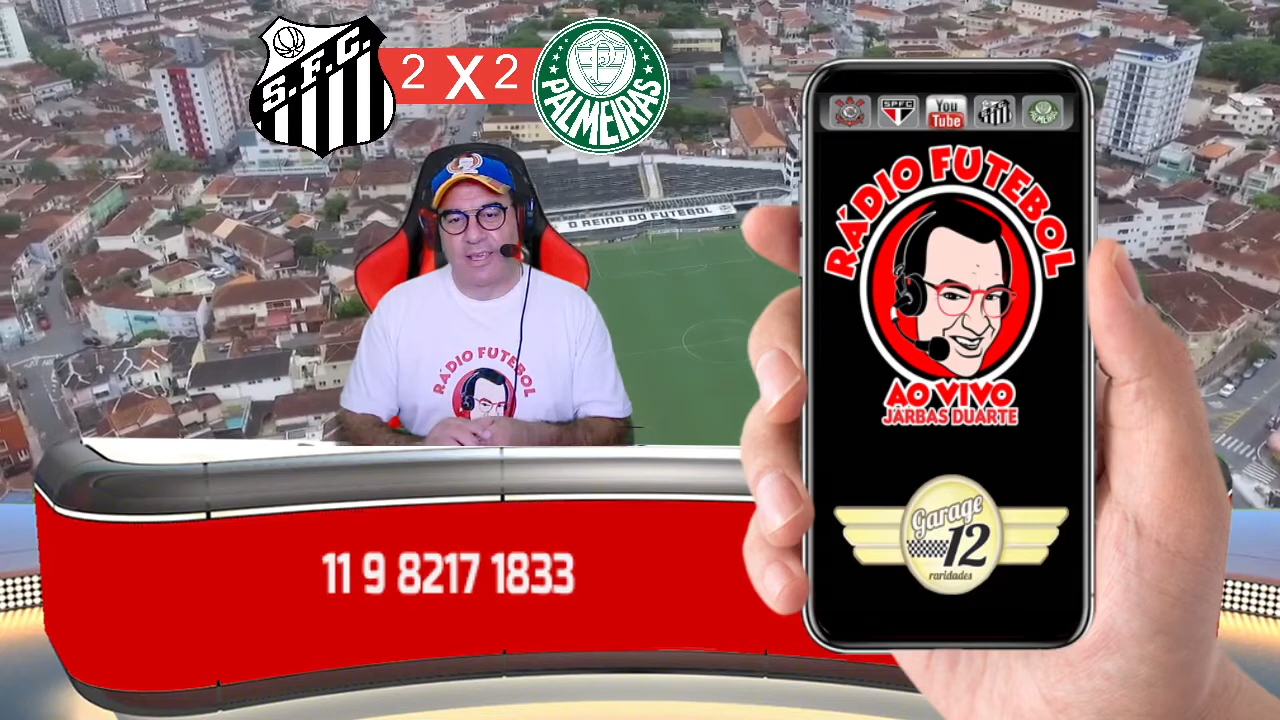 S.F.C.
2 X 2
P
PALMEIRAS
O REINO DO FUTEBOL
RÁDIO FUTEBOL
11 9 8217 1833
SPFC
You
Tube
RÁDIO FUTEBOL
AO VIVO
JARBAS DUARTE
Garage
12
raridades